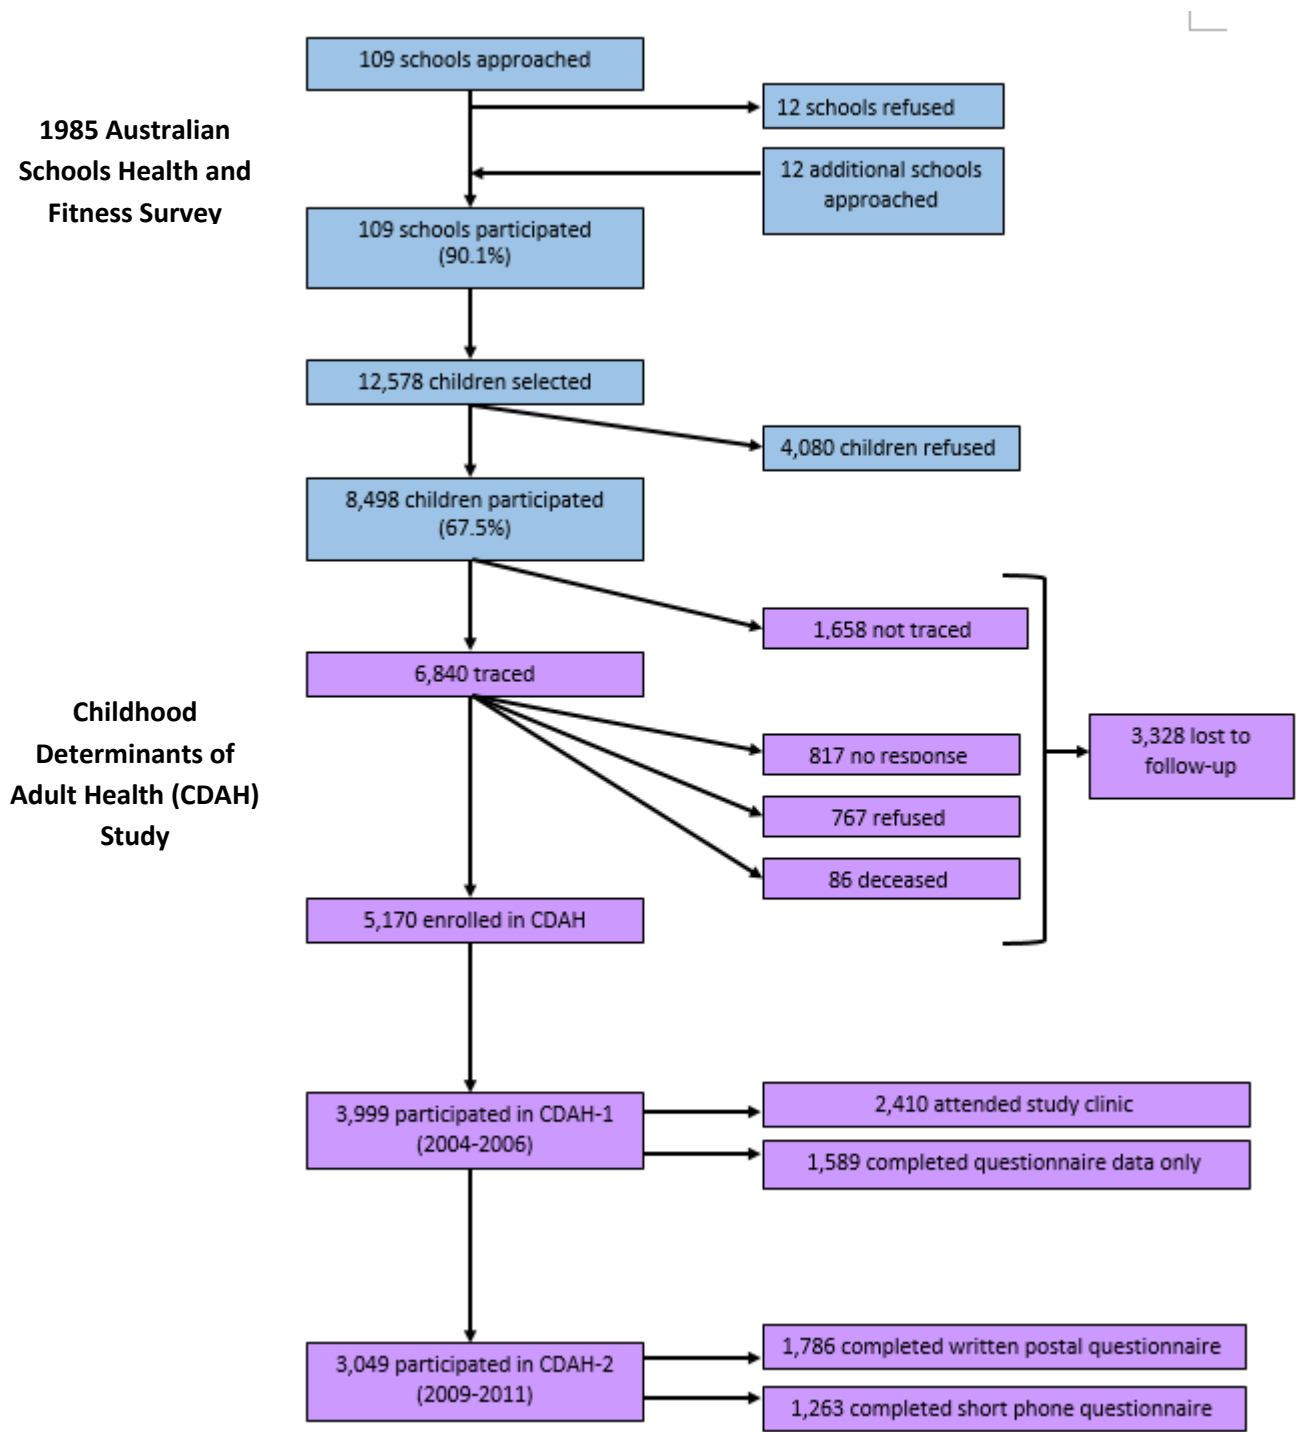 109 schools approached
12 schools refused
1985 Australian
Schools Health and
Fitness Survey
12 additional schools
approached
109 schools participated
(90.1%)
12,578 children selected
4,080 children refused
8,498 children participated
(67.5%)
1,658 not traced
6,840 traced
Childhood
Determinants of
Adult Health (CDAH)
Study
817 no response
767 refused
86 deceased
3,328 lost to
follow-up
5,170 enrolled in CDAH
3,999 participated in CDAH-1
(2004-2006)
2,410 attended study clinic
1,589 completed questionnaire data only
3,049 participated in CDAH-2
(2009-2011)
1,786 completed written postal questionnaire
1,263 completed short phone questionnaire